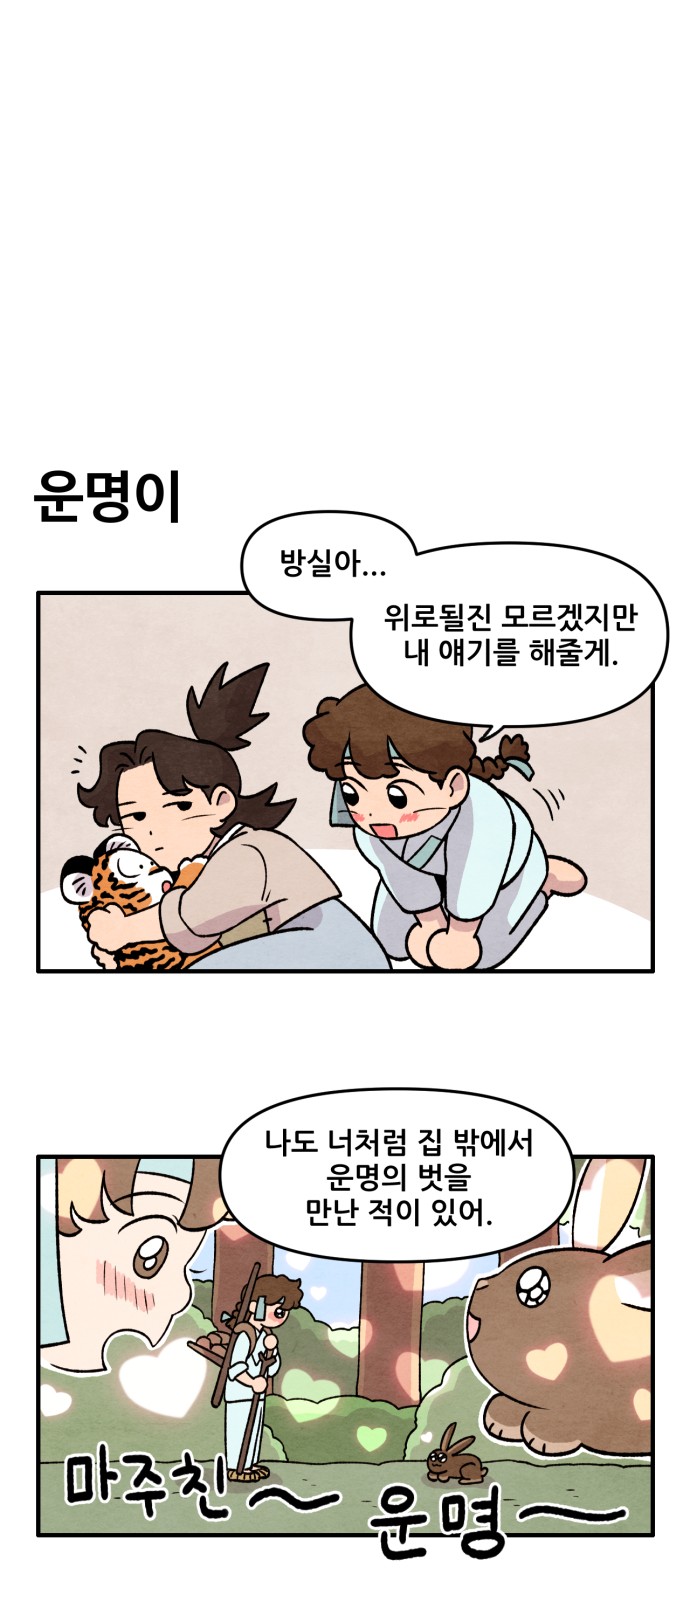 운명이
방실아...
위로될진 모르겠지만
내 얘기를 해줄게.
나도 너처럼 집 밖에서
운명의 벗을
만난 적이 있어.
마주친~
운명~